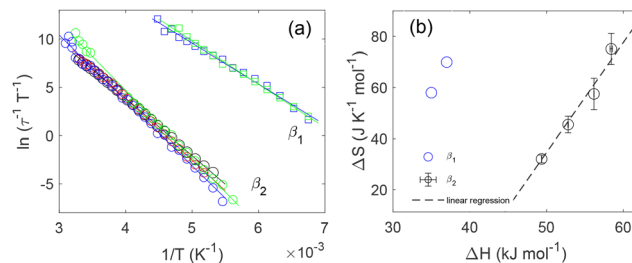 (a)
ln (τ⁻¹ T⁻¹)
10
5
0
-5
β₁
β₂
3
4
5
6
7
1/T (K⁻¹)
×10⁻³
(b)
ΔS (J K⁻¹ mol⁻¹)
80
60
40
20
β₁
β₂
linear regression
30
40
50
60
ΔH (kJ mol⁻¹)